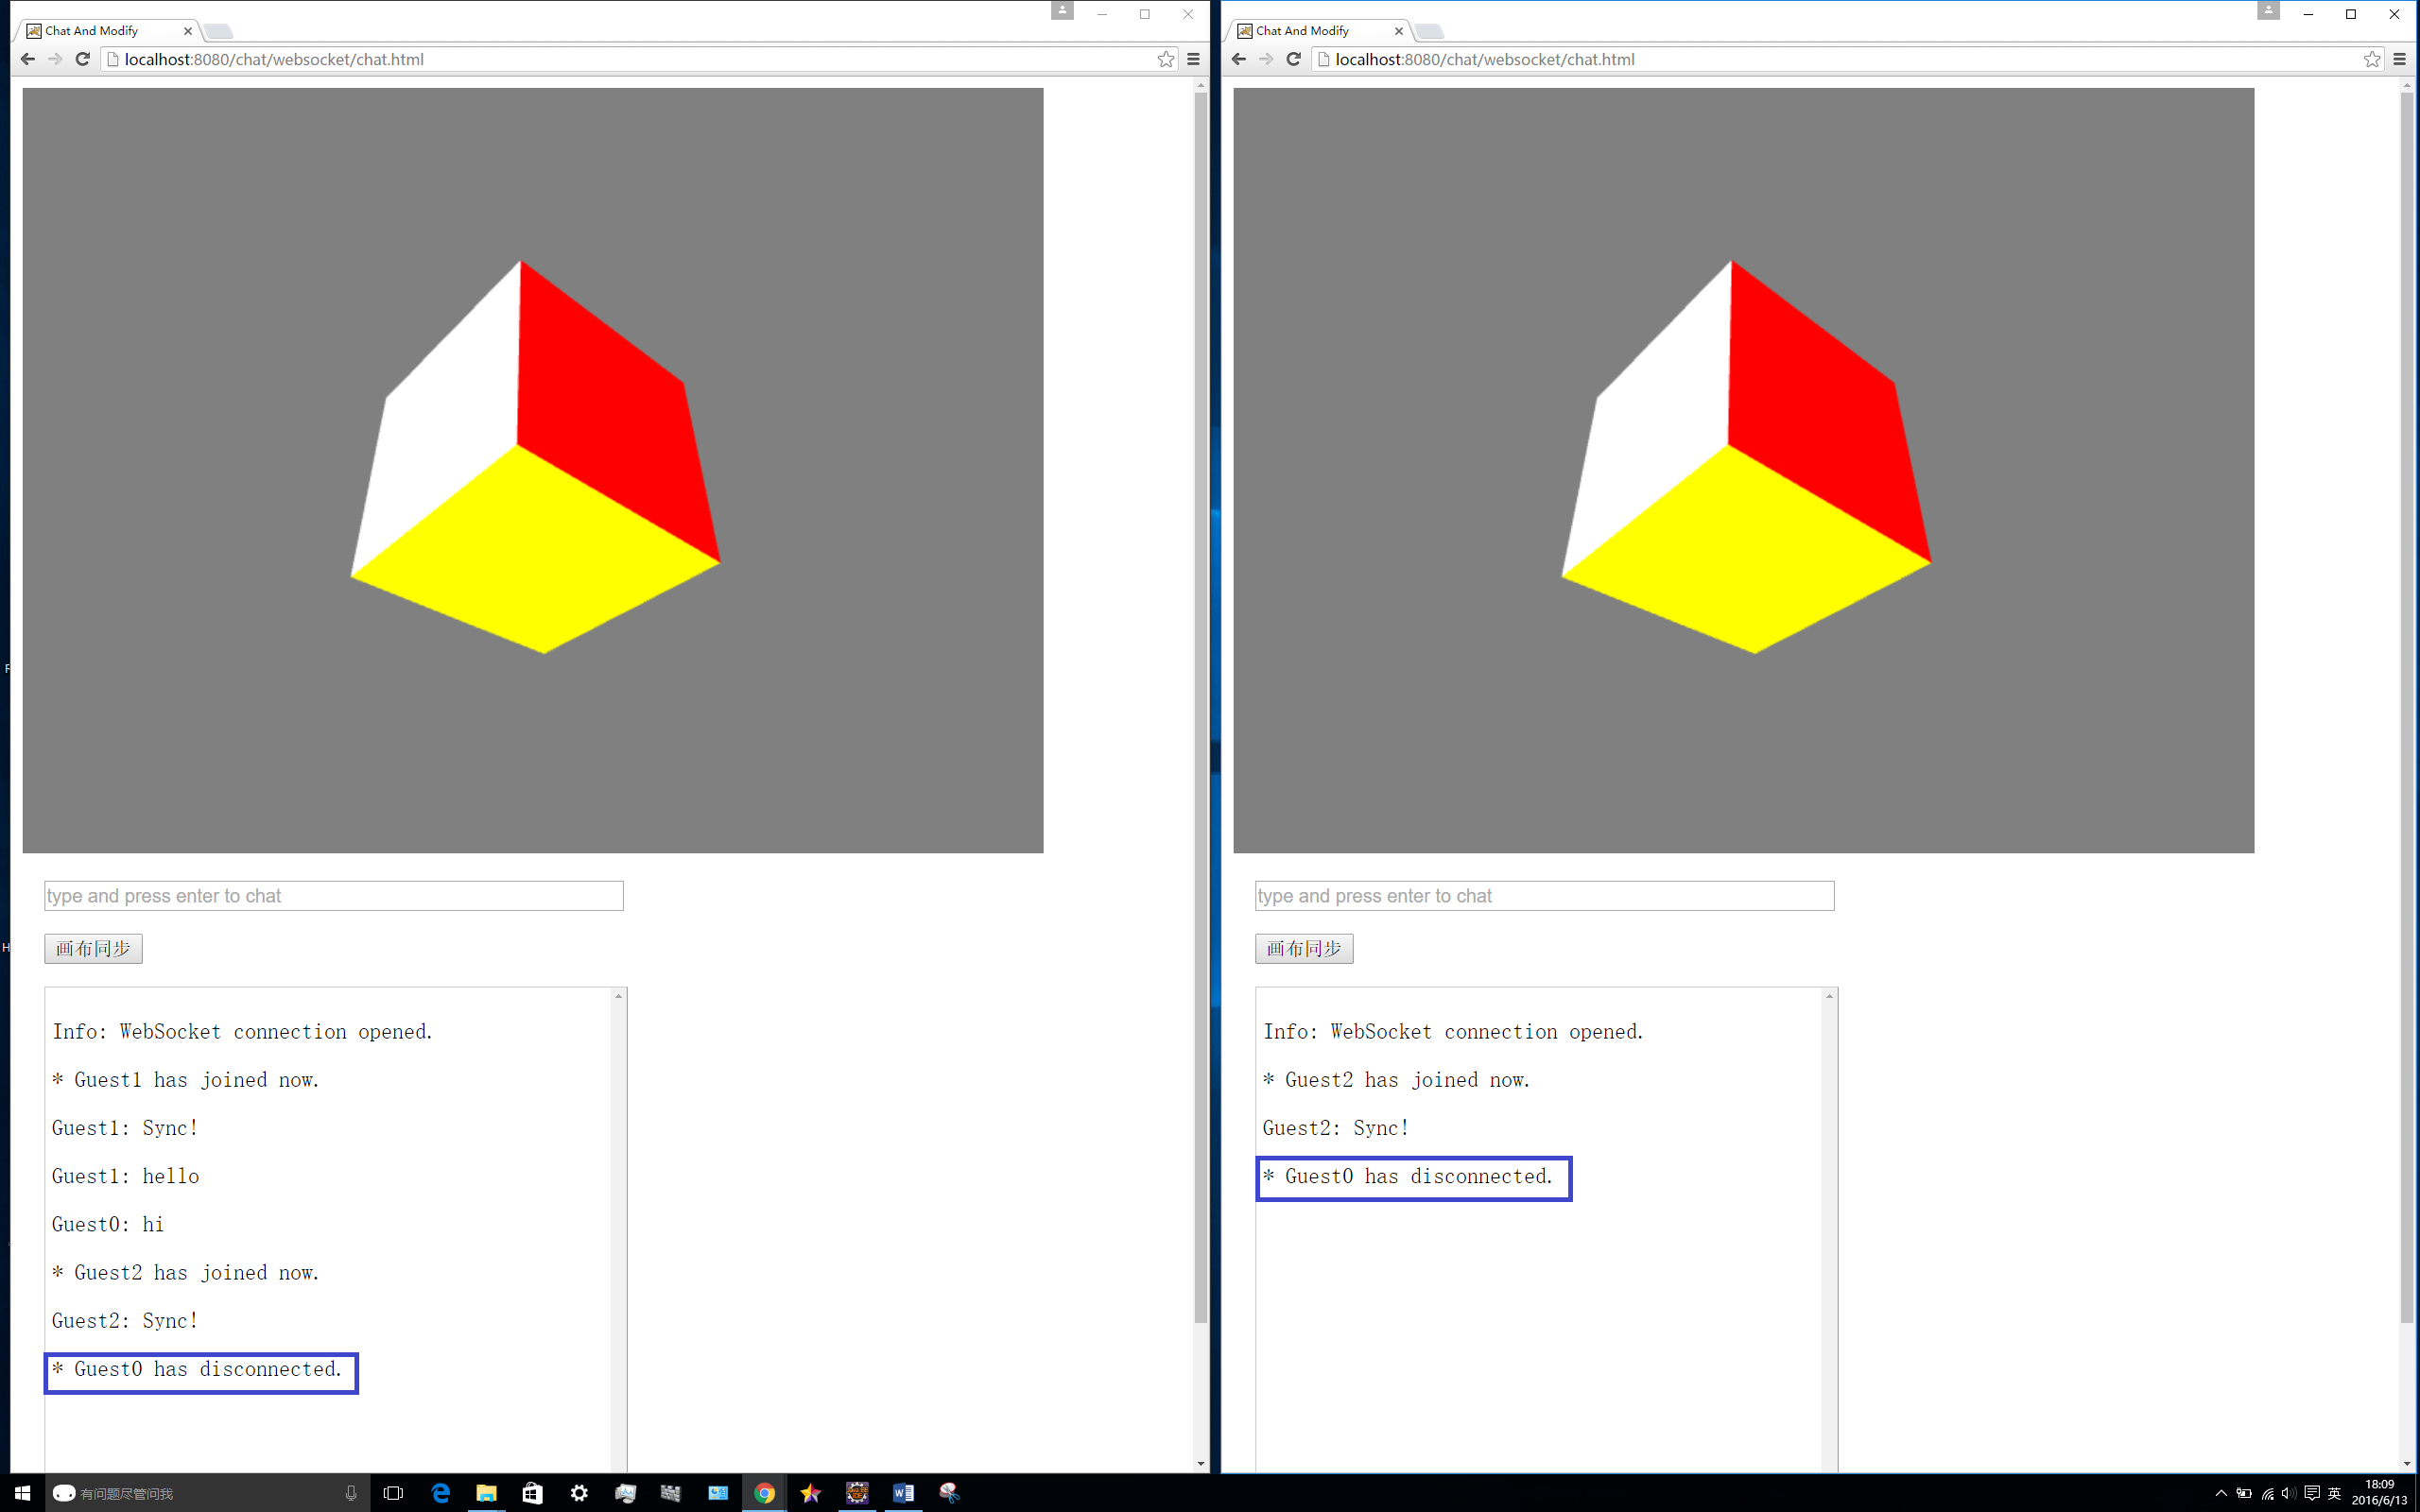 Chat And Modify
localhost:8080/chat/websocket/chat.html
type and press enter to chat
画布同步
Info: WebSocket connection opened.
* Guest1 has joined now.
Guest1: Sync!
Guest1: hello
Guest0: hi
* Guest2 has joined now.
Guest2: Sync!
* Guest0 has disconnected.
Chat And Modify
localhost:8080/chat/websocket/chat.html
type and press enter to chat
画布同步
Info: WebSocket connection opened.
* Guest2 has joined now.
Guest2: Sync!
* Guest0 has disconnected.
有问题尽管问我
英
18:09
2016/6/13